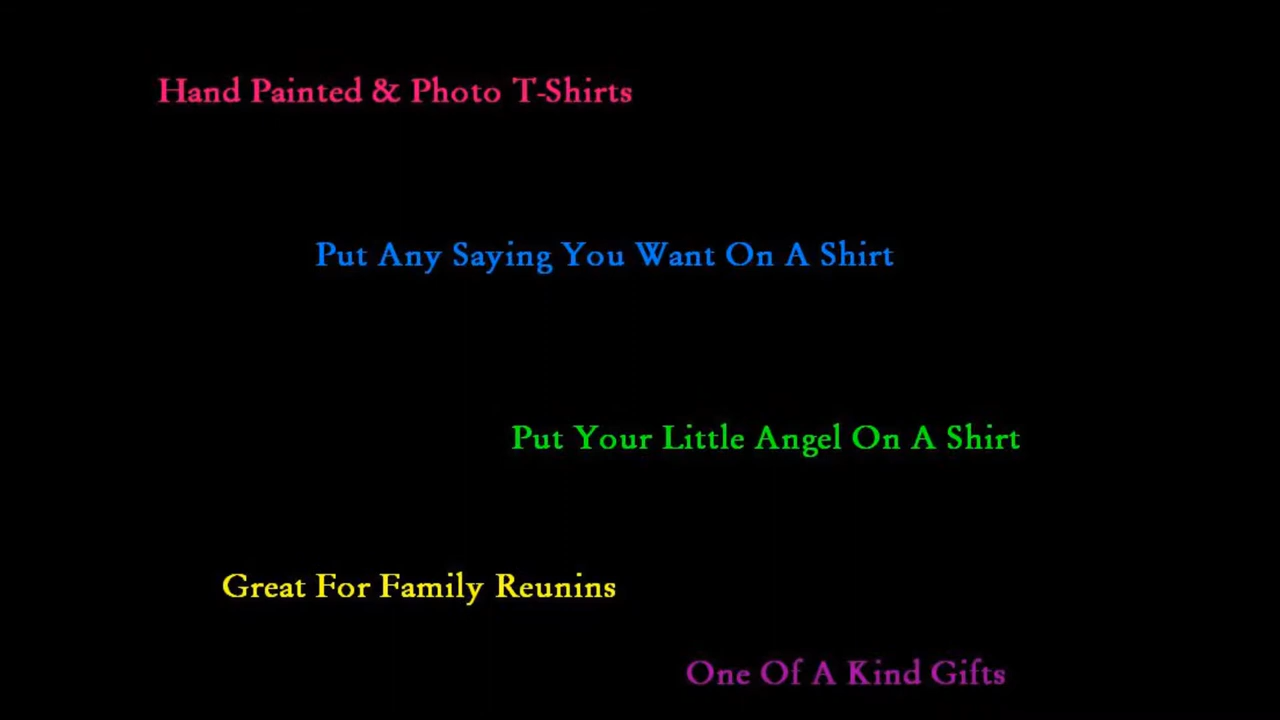 Hand Painted & Photo T-Shirts
Put Any Saying You Want On A Shirt
Put Your Little Angel On A Shirt
Great For Family Reunins
One Of A Kind Gifts